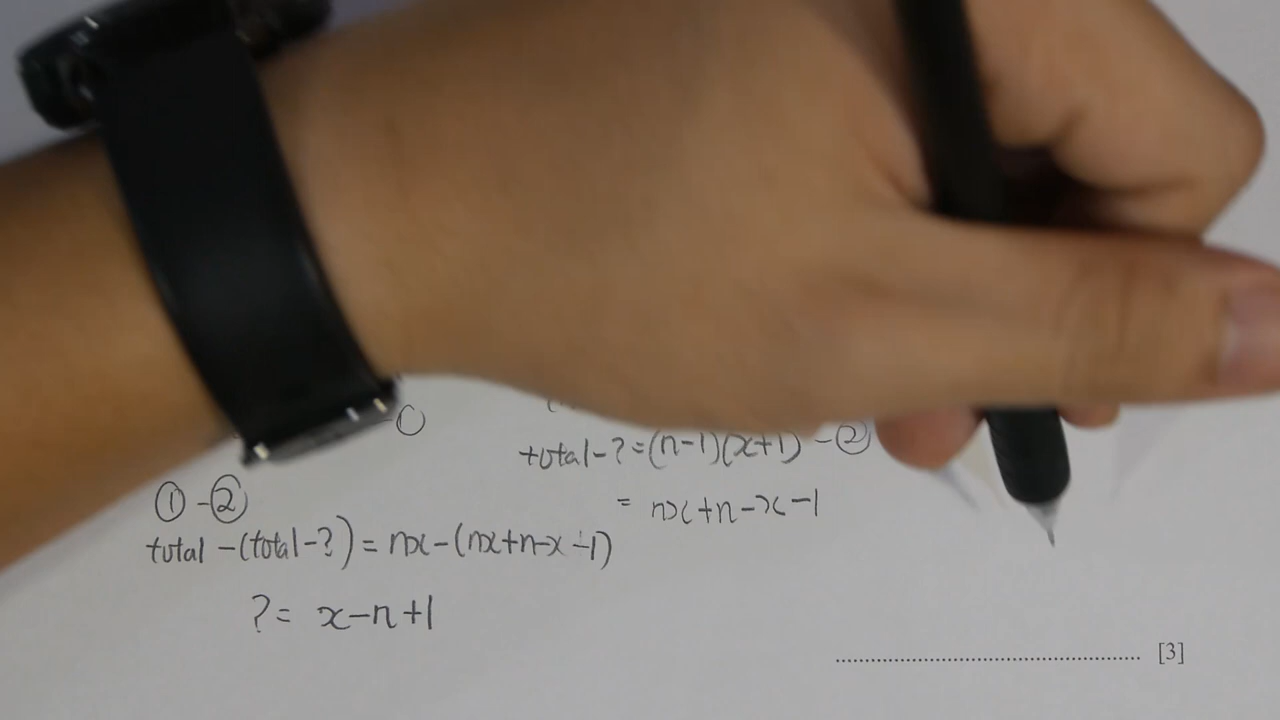 total-?=(n-1)(x+1) -②
= nx+n-x-1
①-②
total-(total-?)= nx-(nx+n-x-1)
?= x-n+1
................................................ [3]